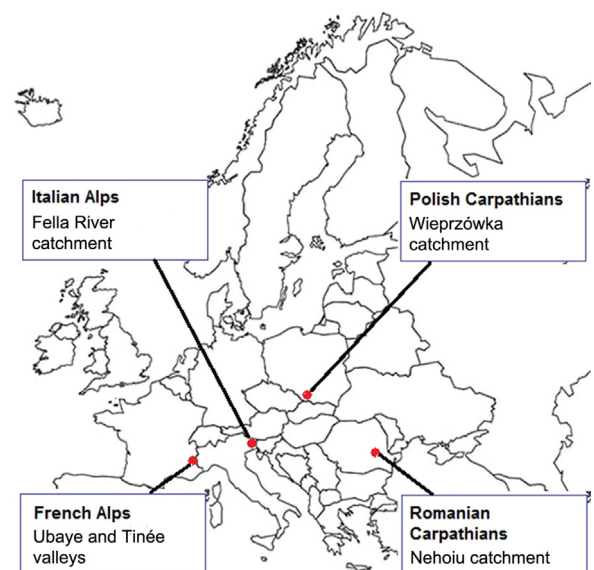 Italian Alps
Fella River
catchment
Polish Carpathians
Wieprzówka
catchment
French Alps
Ubaye and Tinée
valleys
Romanian
Carpathians
Nehoiu catchment